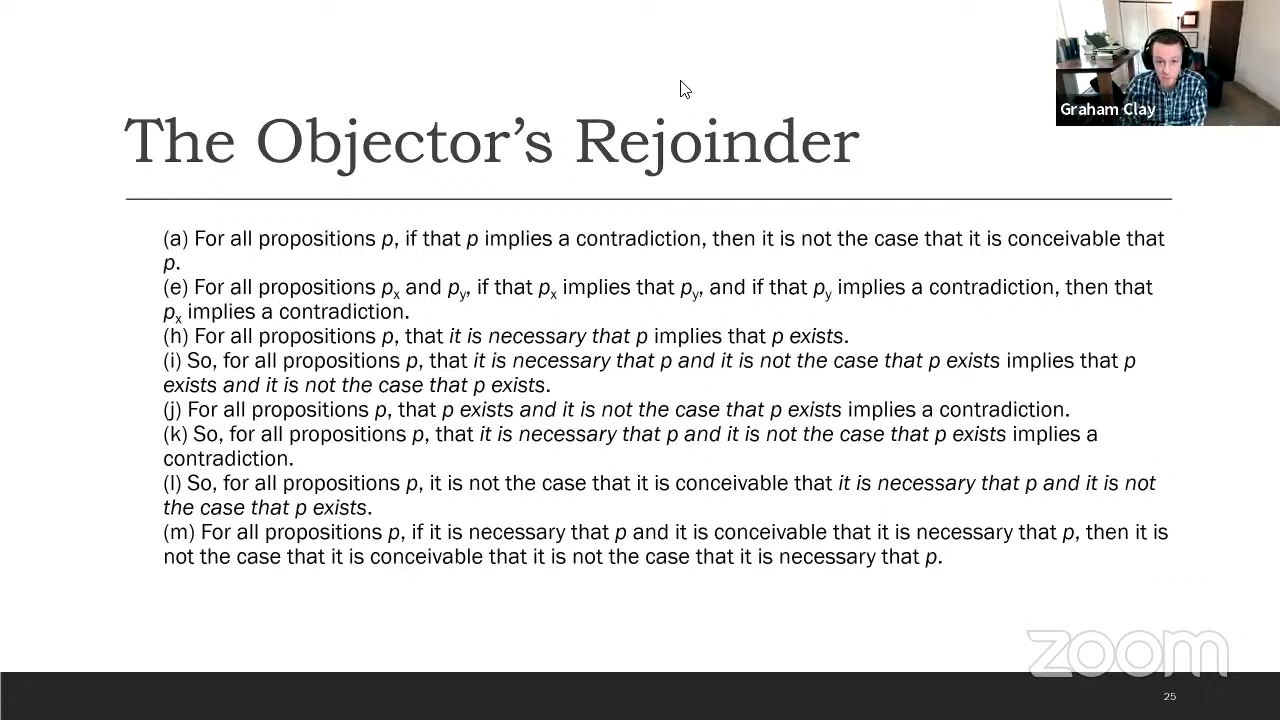 Graham Clay
The Objector’s Rejoinder
(a) For all propositions p, if that p implies a contradiction, then it is not the case that it is conceivable that
p.
(e) For all propositions px and py, if that px implies that py, and if that py implies a contradiction, then that
px implies a contradiction.
(h) For all propositions p, that it is necessary that p implies that p exists.
(i) So, for all propositions p, that it is necessary that p and it is not the case that p exists implies that p
exists and it is not the case that p exists.
(j) For all propositions p, that p exists and it is not the case that p exists implies a contradiction.
(k) So, for all propositions p, that it is necessary that p and it is not the case that p exists implies a
contradiction.
(l) So, for all propositions p, it is not the case that it is conceivable that it is necessary that p and it is not
the case that p exists.
(m) For all propositions p, if it is necessary that p and it is conceivable that it is necessary that p, then it is
not the case that it is conceivable that it is not the case that it is necessary that p.
zoom
25